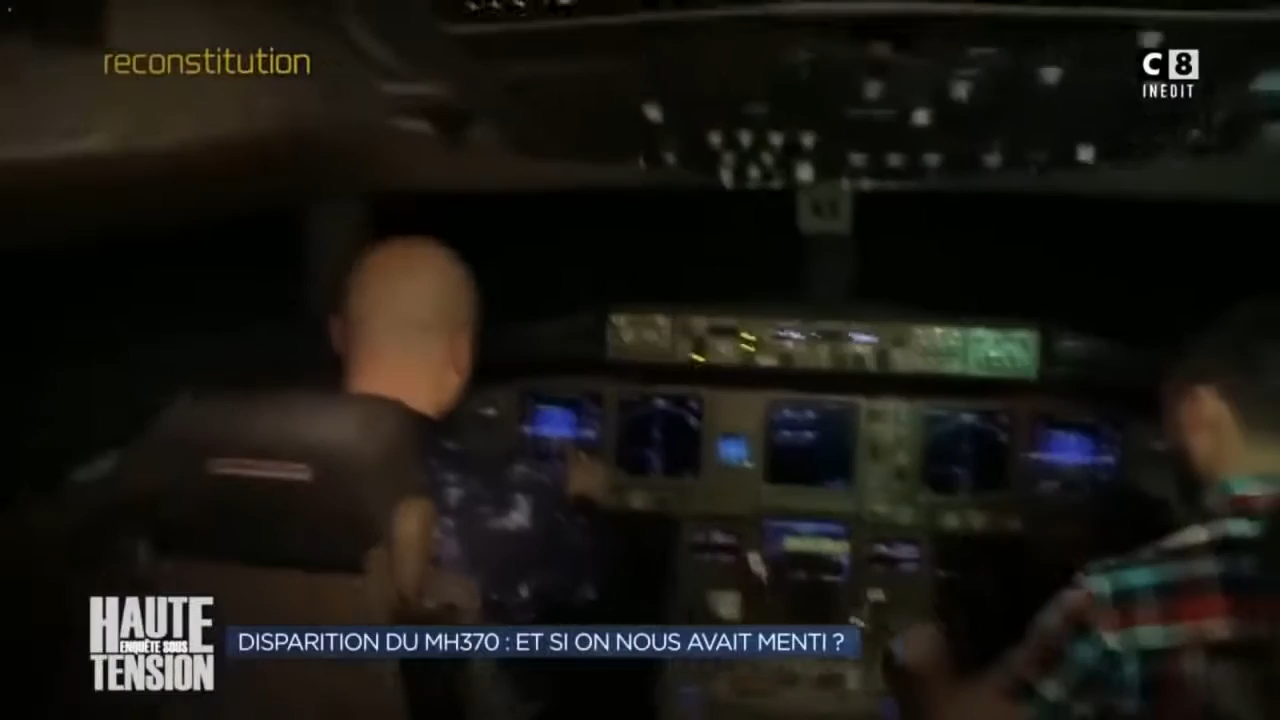 reconstitution
C8
INEDIT
HAUTE
ENQUÊTE SOUS
TENSION
DISPARITION DU MH370 : ET SI ON NOUS AVAIT MENTI ?